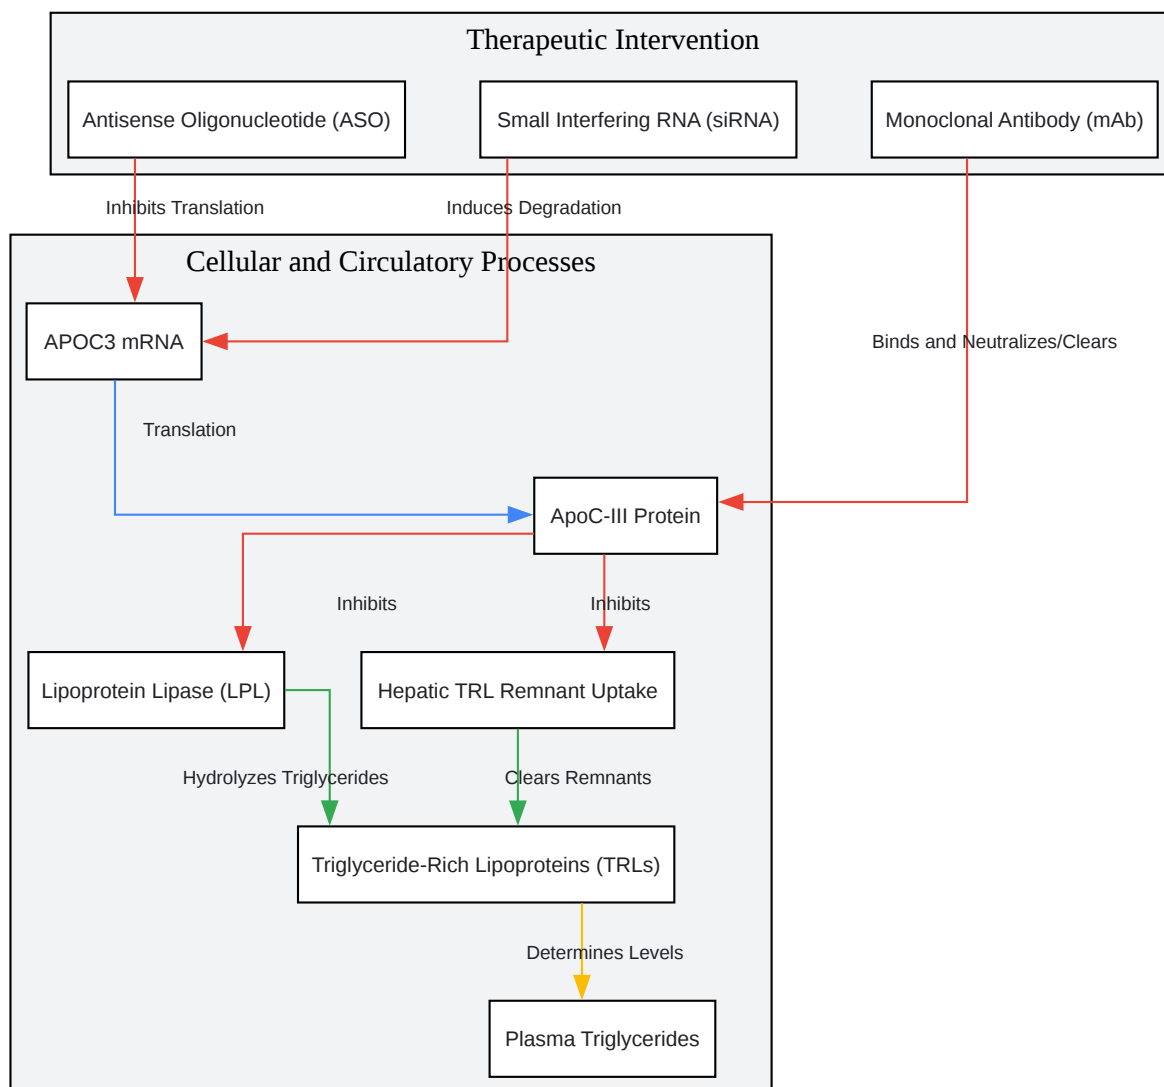 Therapeutic Intervention
Antisense Oligonucleotide (ASO)
Small Interfering RNA (siRNA)
Monoclonal Antibody (mAb)
Inhibits Translation
Induces Degradation
Cellular and Circulatory Processes
APOC3 mRNA
Binds and Neutralizes/Clears
Translation
ApoC-III Protein
Inhibits
Inhibits
Lipoprotein Lipase (LPL)
Hepatic TRL Remnant Uptake
Hydrolyzes Triglycerides
Clears Remnants
Triglyceride-Rich Lipoproteins (TRLs)
Determines Levels
Plasma Triglycerides